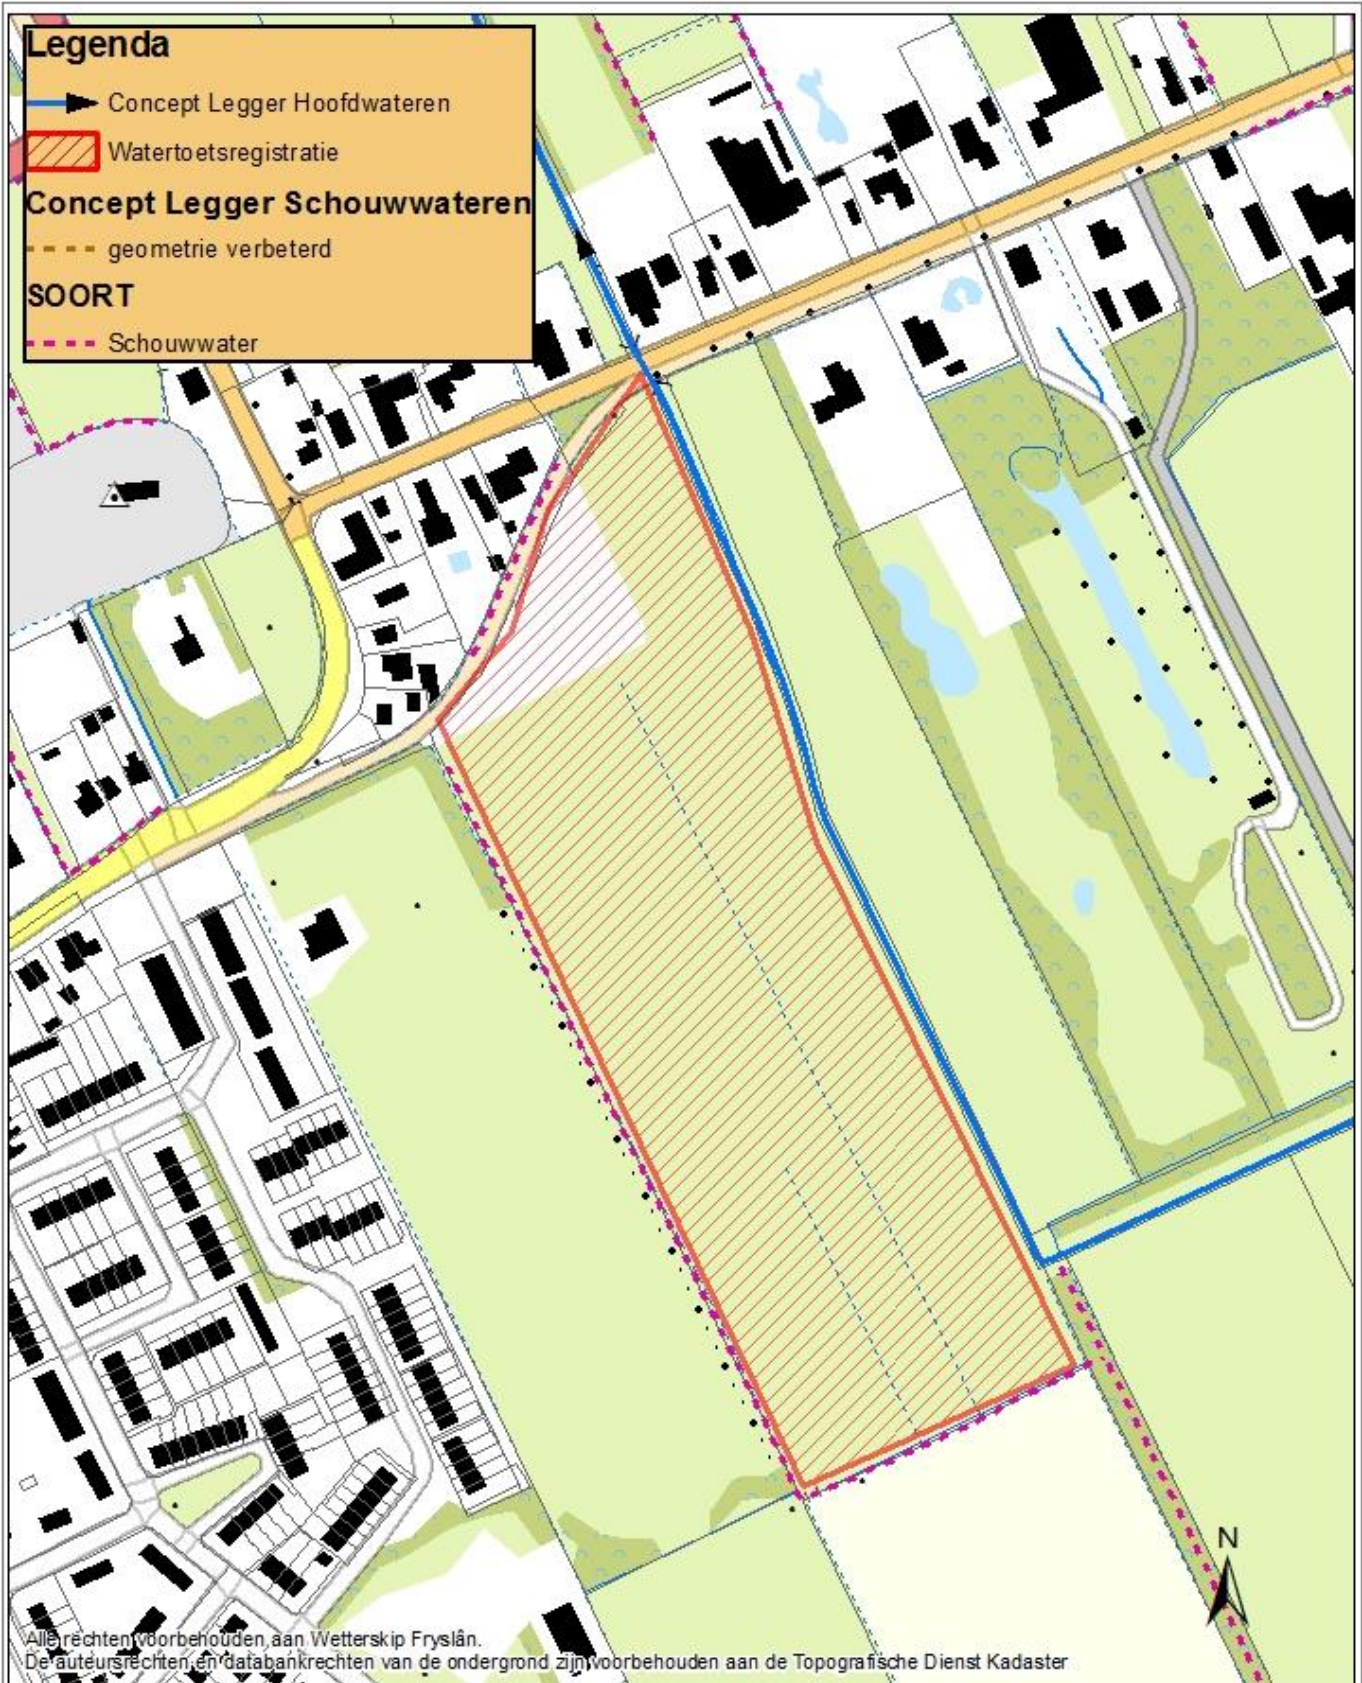 Legenda
Concept Legger Hoofdwateren
Watertoetsregistratie
Concept Legger Schouwwateren
geometrie verbeterd
SOORT
Schouwwater
N
Alle rechten voorbehouden aan Wetterskip Fryslân.
De auteursrechten en databankrechten van de ondergrond zijn voorbehouden aan de Topografische Dienst Kadaster